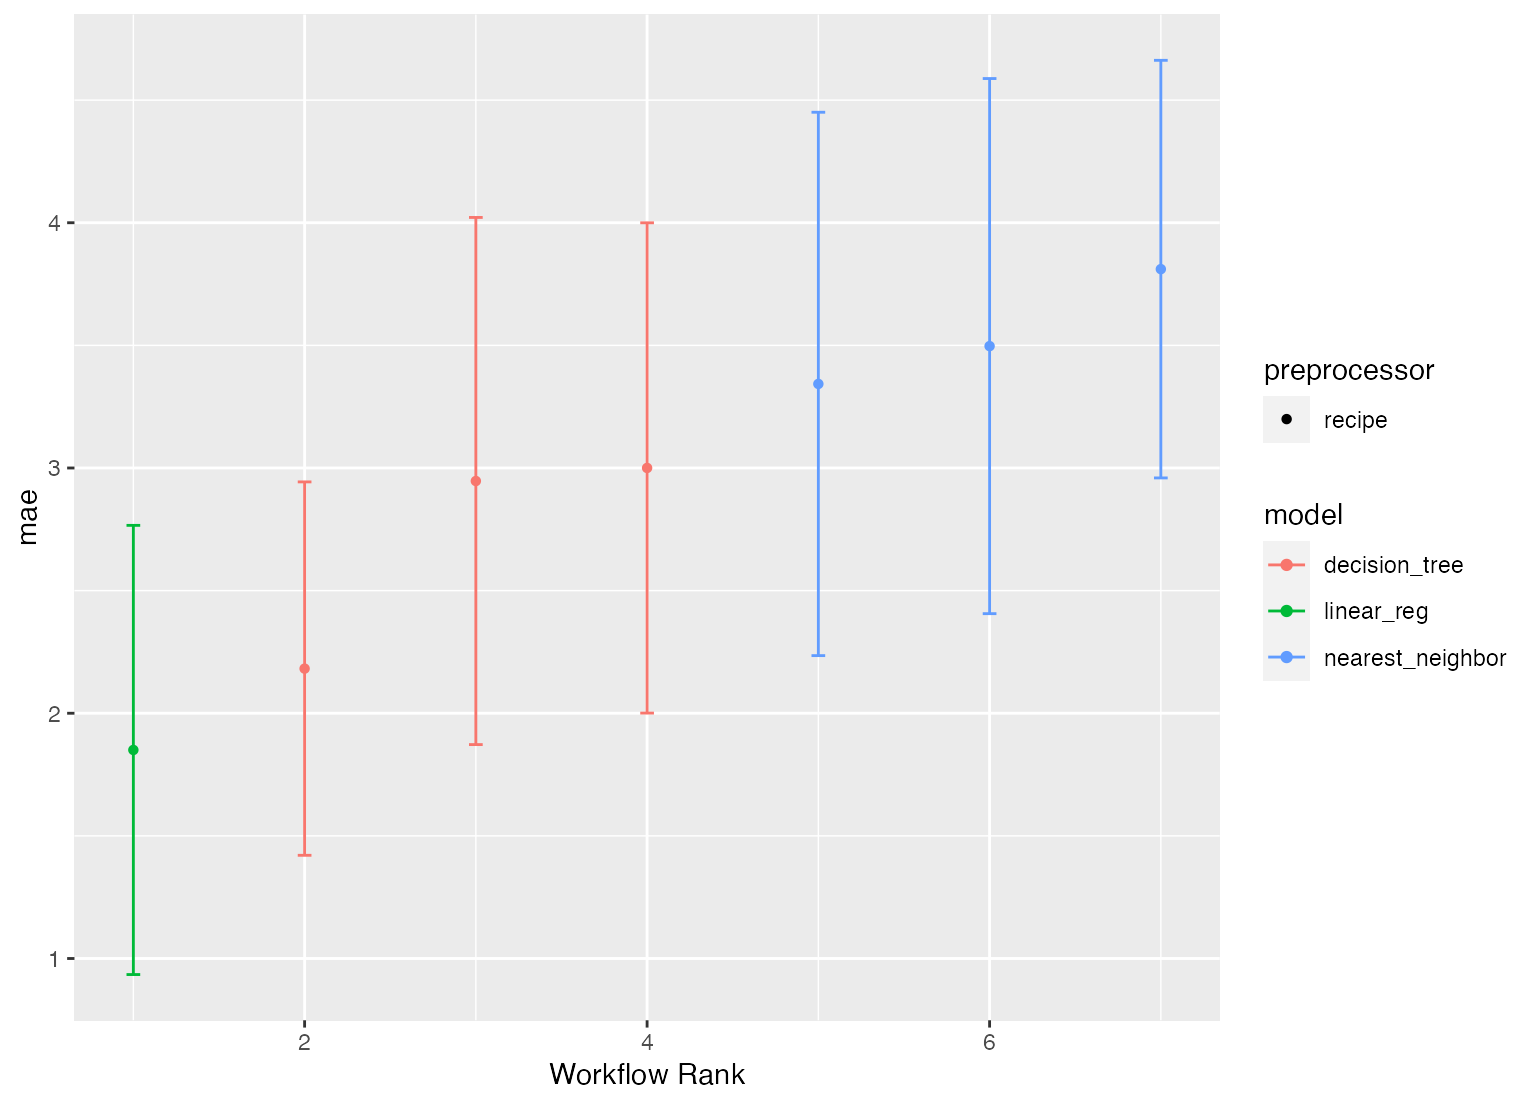 4
3
2
1
mae
2
4
6
Workflow Rank
preprocessor
recipe
model
decision_tree
linear_reg
nearest_neighbor